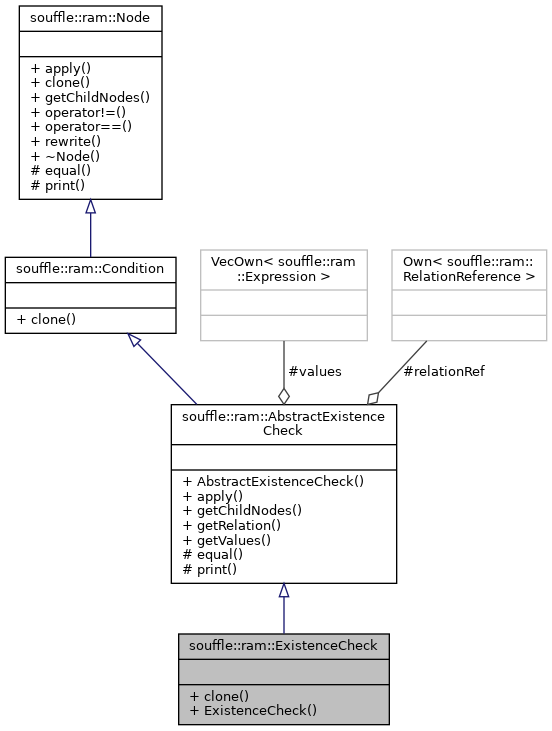 souffle::ram::Node
+ apply()
+ clone()
+ getChildNodes()
+ operator!=()
+ operator==()
+ rewrite()
+ ~Node()
# equal()
# print()
souffle::ram::Condition
+ clone()
VecOwn< souffle::ram
::Expression >
Own< souffle::ram::
RelationReference >
#values
#relationRef
souffle::ram::AbstractExistence
Check
+ AbstractExistenceCheck()
+ apply()
+ getChildNodes()
+ getRelation()
+ getValues()
# equal()
# print()
souffle::ram::ExistenceCheck
+ clone()
+ ExistenceCheck()